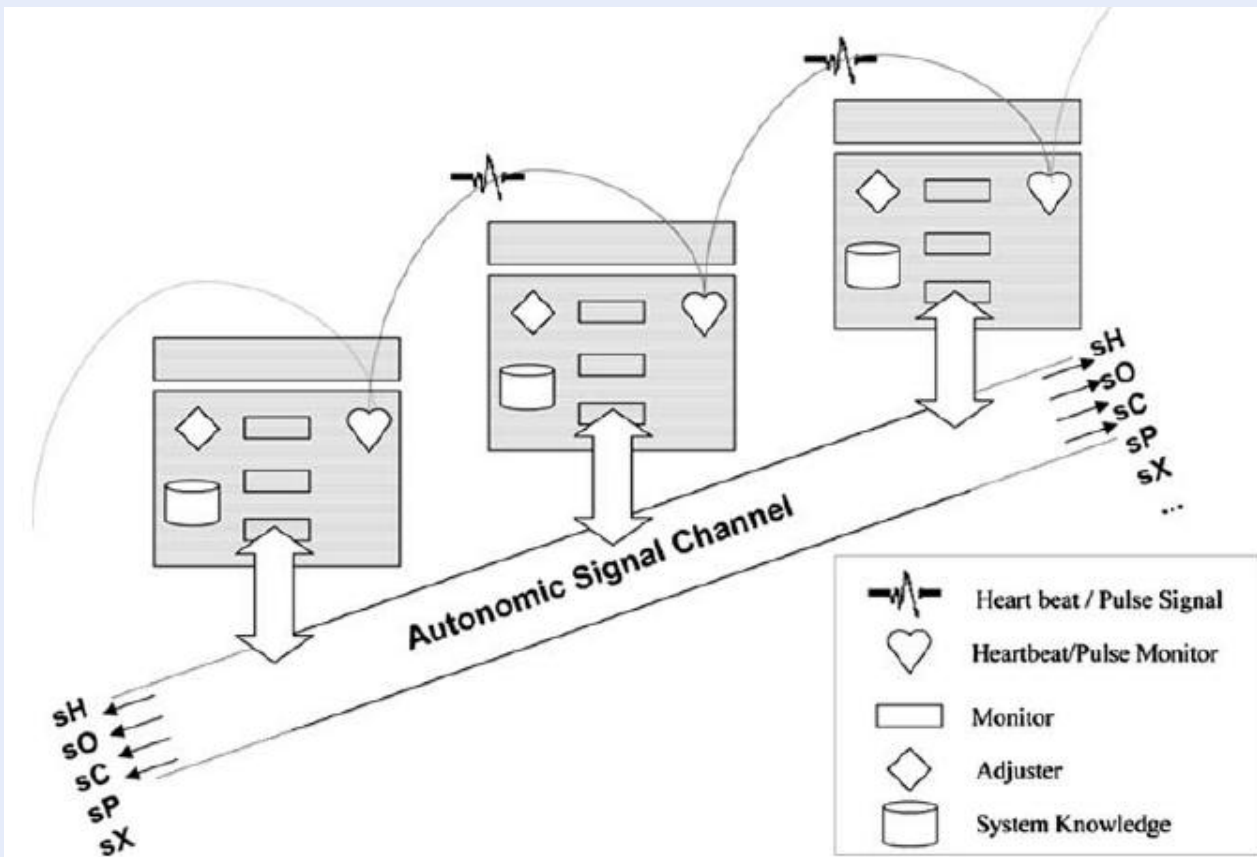 sH
sO
sC
sP
sX
...
Autonomic Signal Channel
sH
sO
sC
sP
sX
Heart beat / Pulse Signal
Heartbeat/Pulse Monitor
Monitor
Adjuster
System Knowledge